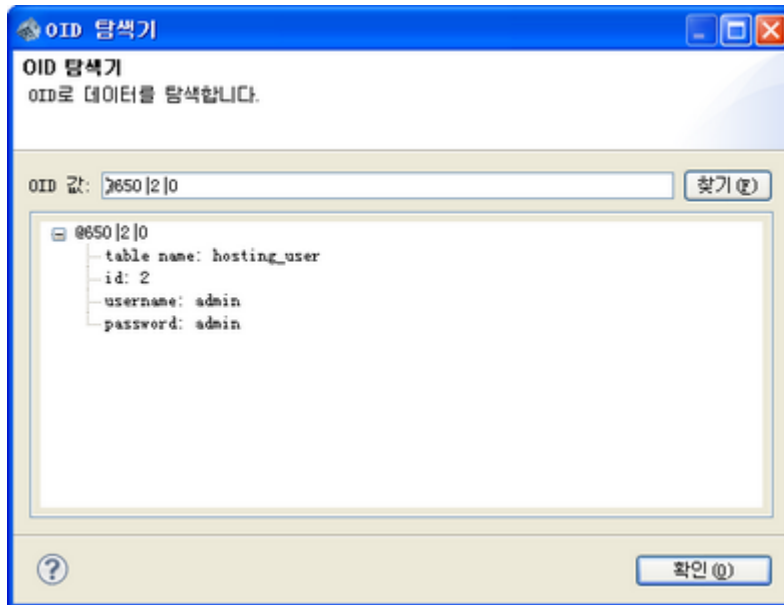 OID 탐색기
OID 탐색기
OID로 데이터를 탐색합니다.
OID 값: @650|2|0 찾기(F)
@650|2|0
table name: hosting_user
id: 2
username: admin
password: admin
? 확인(O)